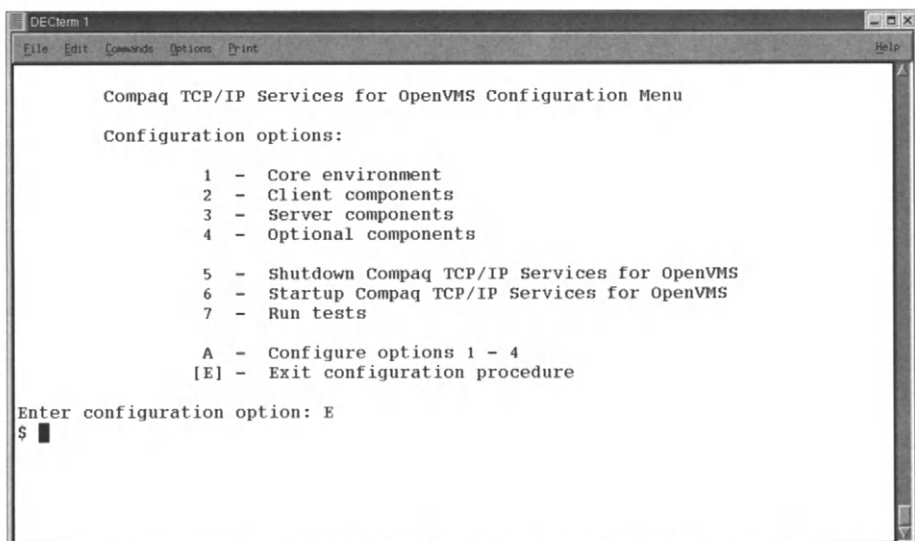 DECterm 1
File Edit Commands Options Print Help
Compaq TCP/IP Services for OpenVMS Configuration Menu
Configuration options:
1 - Core environment
2 - Client components
3 - Server components
4 - Optional components
5 - Shutdown Compaq TCP/IP Services for OpenVMS
6 - Startup Compaq TCP/IP Services for OpenVMS
7 - Run tests
A - Configure options 1 - 4
[E] - Exit configuration procedure
Enter configuration option: E
$